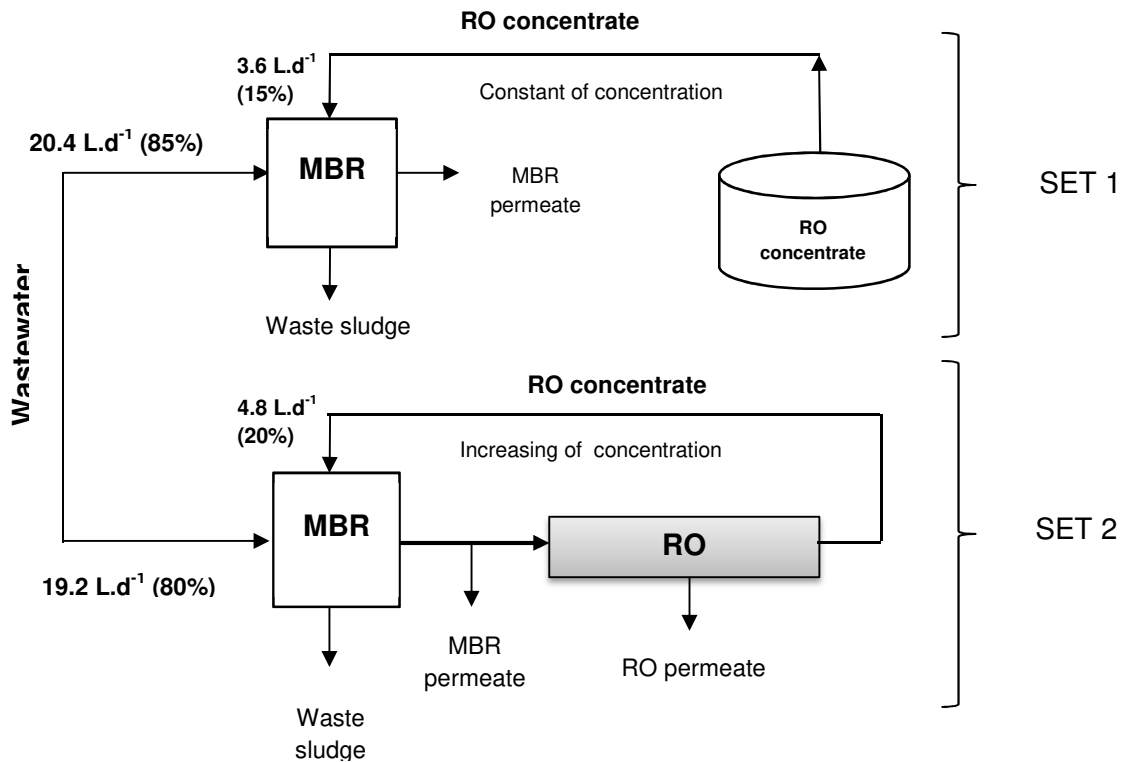 RO concentrate
3.6 L.d-1
(15%)
Constant of concentration
20.4 L.d-1 (85%)
MBR
MBR
permeate
RO
concentrate
SET 1
Waste sludge
Wastewater
RO concentrate
4.8 L.d-1
(20%)
Increasing of concentration
MBR
RO
SET 2
19.2 L.d-1 (80%)
MBR
permeate
RO permeate
Waste
sludge